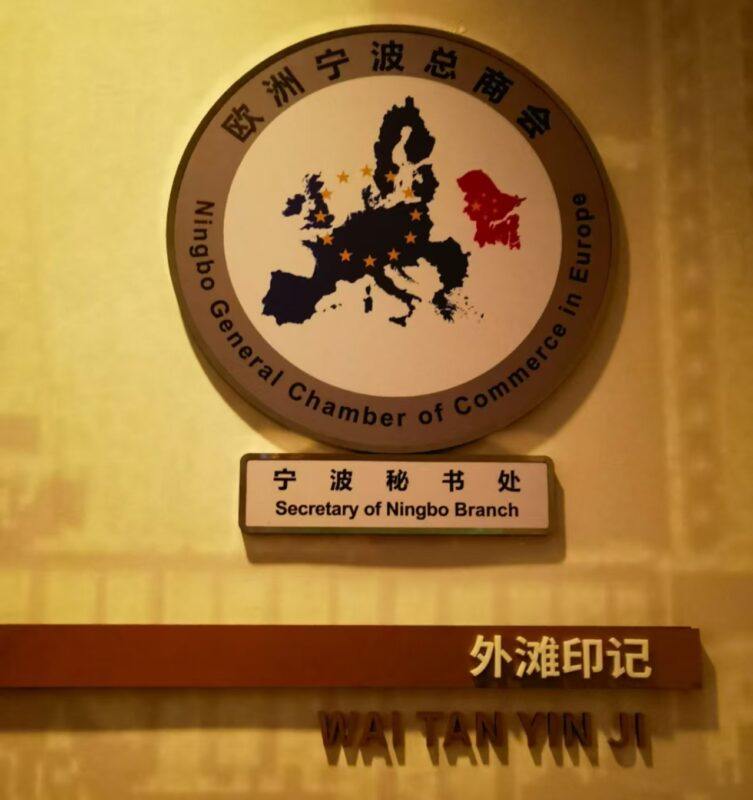 欧洲宁波总商会
Ningbo General Chamber of Commerce in Europe
宁波秘书处
Secretary of Ningbo Branch
外滩印记
WAI TAN YIN JI